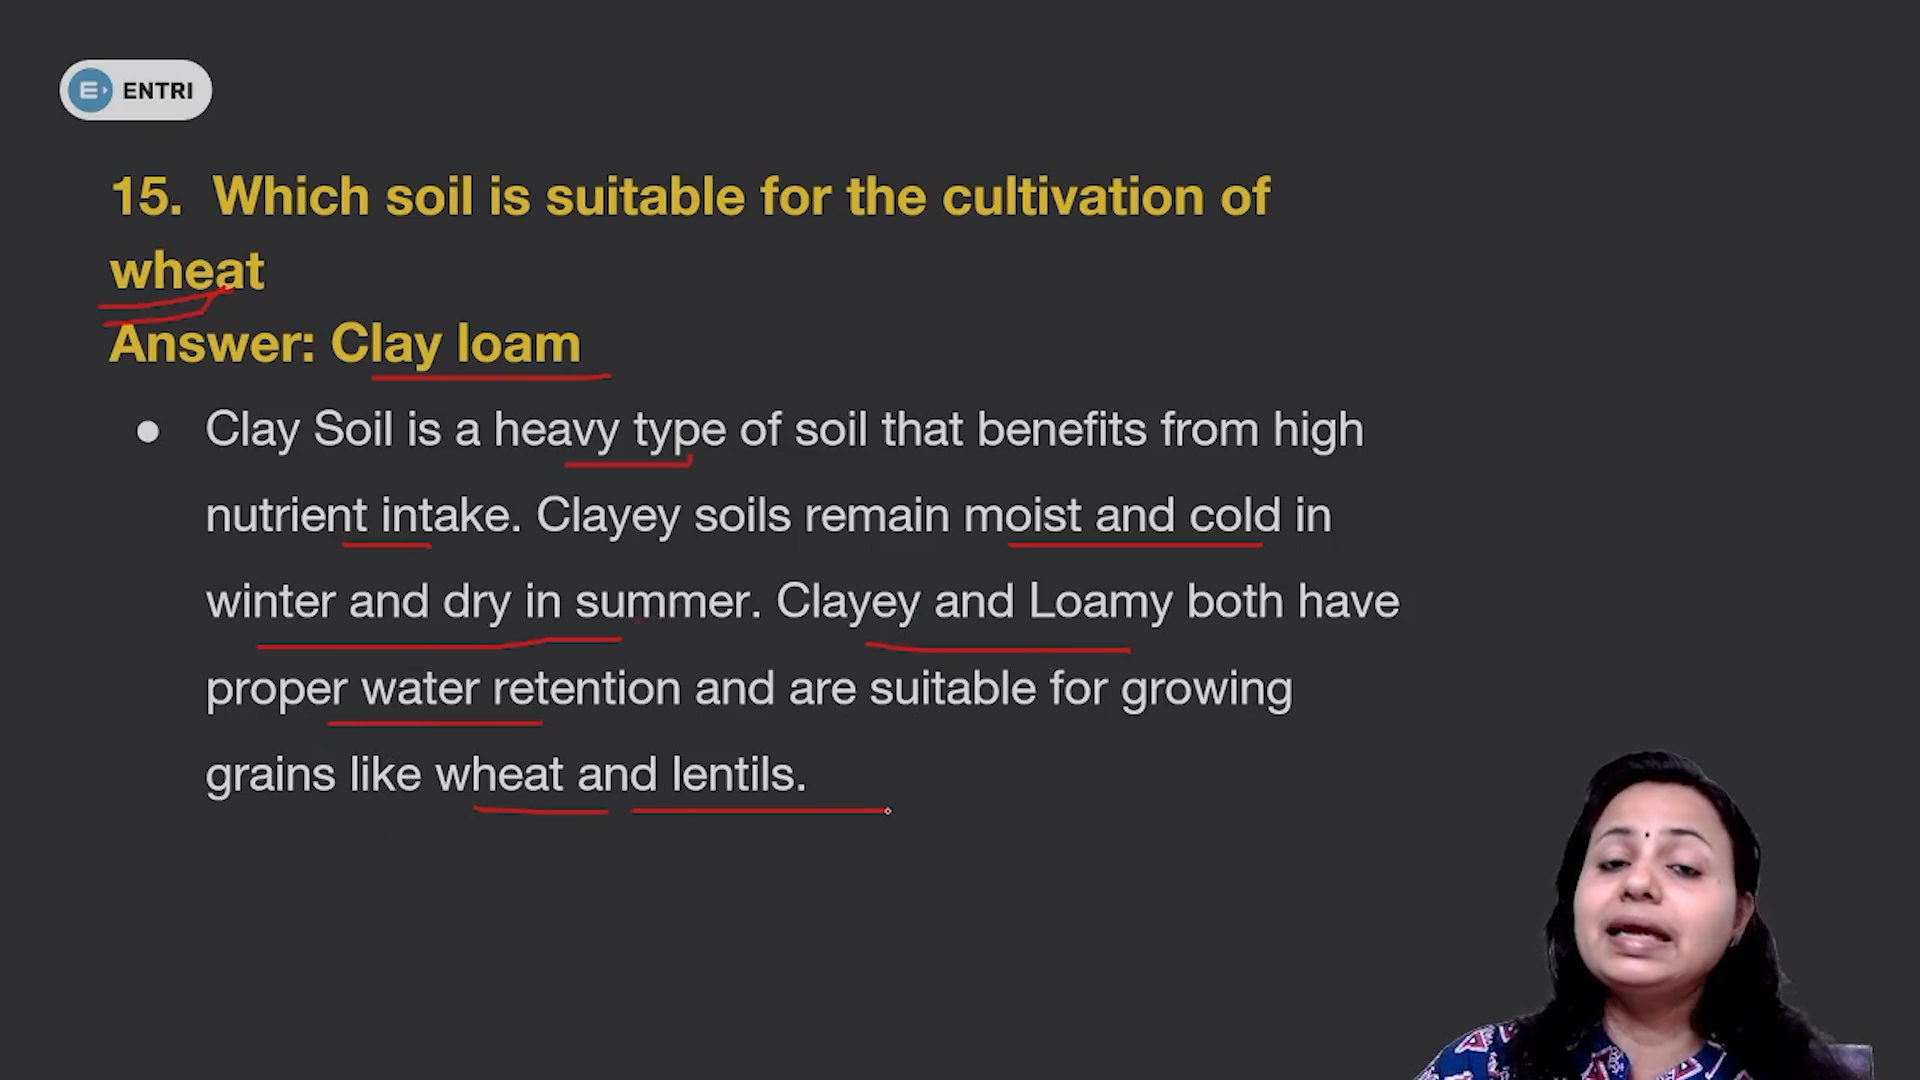 ENTRI
15. Which soil is suitable for the cultivation of
wheat
Answer: Clay loam
● Clay Soil is a heavy type of soil that benefits from high
nutrient intake. Clayey soils remain moist and cold in
winter and dry in summer. Clayey and Loamy both have
proper water retention and are suitable for growing
grains like wheat and lentils.